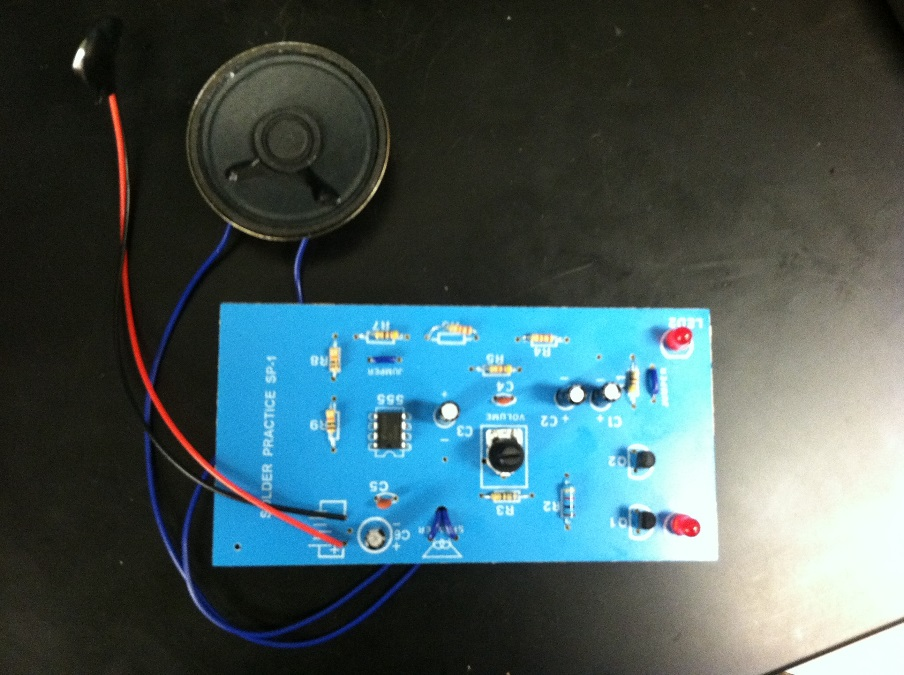 SOLDER PRACTICE SP-1
LED2
R7
R4
R8
JUMPER
R5
C4
JUMPER
555
VOLUME
C3
- +
+ C2
C1 +
R9
Q2
C5
R3
R2
Q1
C6
SPEAKER